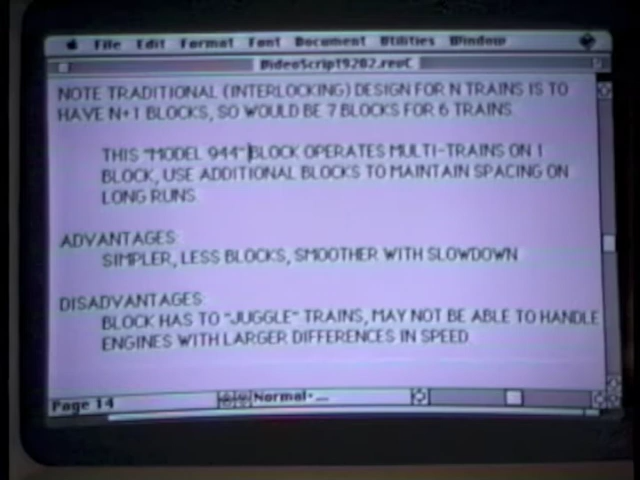 File Edit Format Font Document Utilities Window
VideoScript9202.revC
NOTE TRADITIONAL (INTERLOCKING) DESIGN FOR N TRAINS IS TO
HAVE N+1 BLOCKS, SO WOULD BE 7 BLOCKS FOR 6 TRAINS
THIS "MODEL 944" BLOCK OPERATES MULTI-TRAINS ON 1
BLOCK, USE ADDITIONAL BLOCKS TO MAINTAIN SPACING ON
LONG RUNS
ADVANTAGES:
SIMPLER, LESS BLOCKS, SMOOTHER WITH SLOWDOWN
DISADVANTAGES:
BLOCK HAS TO "JUGGLE" TRAINS, MAY NOT BE ABLE TO HANDLE
ENGINES WITH LARGER DIFFERENCES IN SPEED
Page 14 Normal+...